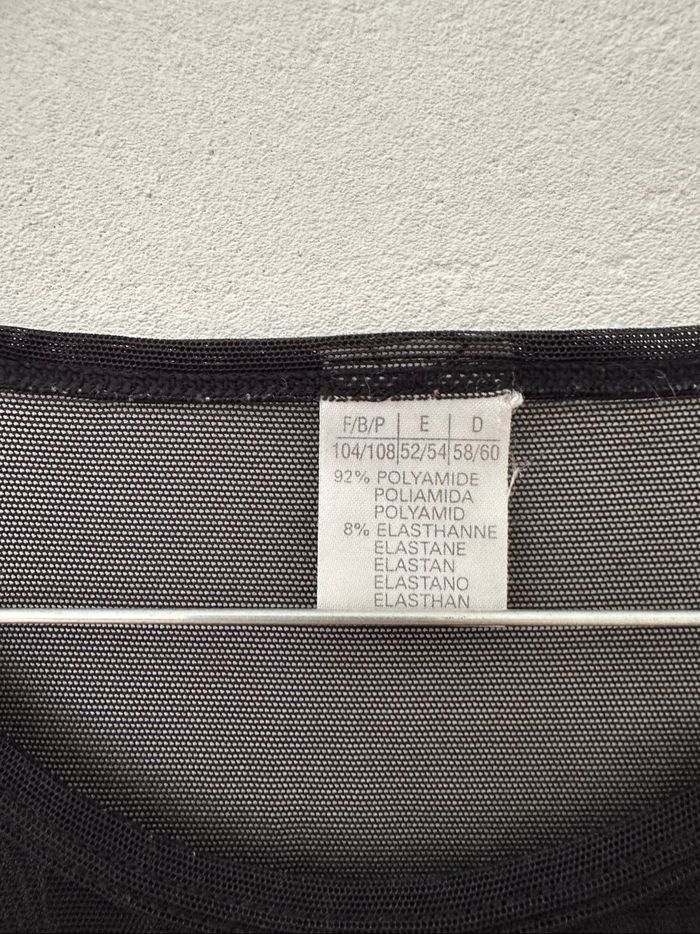 F/B/P E D
104/108 52/54 58/60
92% POLYAMIDE
POLIAMIDA
POLYAMID
8% ELASTHANNE
ELASTANE
ELASTAN
ELASTANO
ELASTHAN